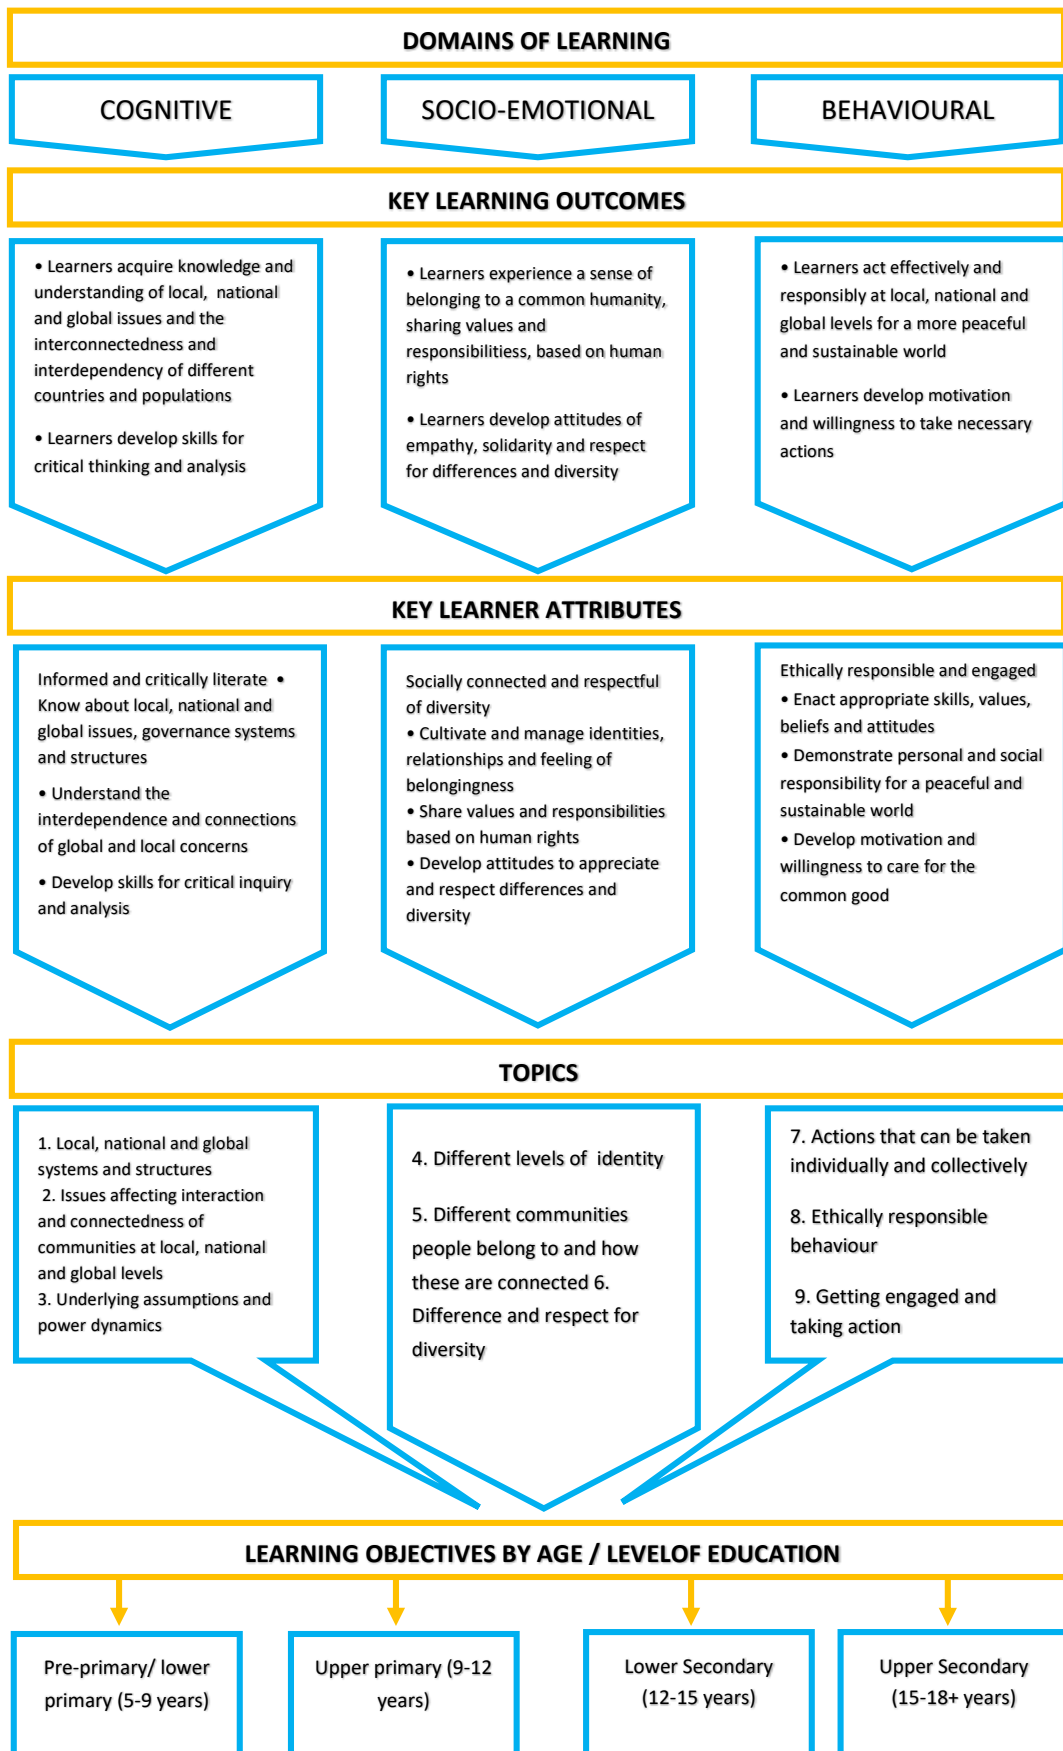 DOMAINS OF LEARNING
COGNITIVE
SOCIO-EMOTIONAL
BEHAVIOURAL
KEY LEARNING OUTCOMES
• Learners acquire knowledge and
understanding of local,  national
and global issues and the
interconnectedness and
interdependency of different
countries and populations
• Learners develop skills for
critical thinking and analysis
• Learners experience a sense of
belonging to a common humanity,
sharing values and
responsibilitiess, based on human
rights
• Learners develop attitudes of
empathy, solidarity and respect
for differences and diversity
• Learners act effectively and
responsibly at local, national and
global levels for a more peaceful
and sustainable world
• Learners develop motivation
and willingness to take necessary
actions
KEY LEARNER ATTRIBUTES
Informed and critically literate •
Know about local, national and
global issues, governance systems
and structures
• Understand the
interdependence and connections
of global and local concerns
• Develop skills for critical inquiry
and analysis
Socially connected and respectful
of diversity
• Cultivate and manage identities,
relationships and feeling of
belongingness
• Share values and responsibilities
based on human rights
• Develop attitudes to appreciate
and respect differences and
diversity
Ethically responsible and engaged
• Enact appropriate skills, values,
beliefs and attitudes
• Demonstrate personal and social
responsibility for a peaceful and
sustainable world
• Develop motivation and
willingness to care for the
common good
TOPICS
1. Local, national and global
systems and structures
2. Issues affecting interaction
and connectedness of
communities at local, national
and global levels
3. Underlying assumptions and
power dynamics
4. Different levels of  identity
5. Different communities
people belong to and how
these are connected 6.
Difference and respect for
diversity
7. Actions that can be taken
individually and collectively
8. Ethically responsible
behaviour
9. Getting engaged and
taking action
LEARNING OBJECTIVES BY AGE / LEVELOF EDUCATION
Pre-primary/ lower
primary (5-9 years)
Upper primary (9-12
years)
Lower Secondary
(12-15 years)
Upper Secondary
(15-18+ years)